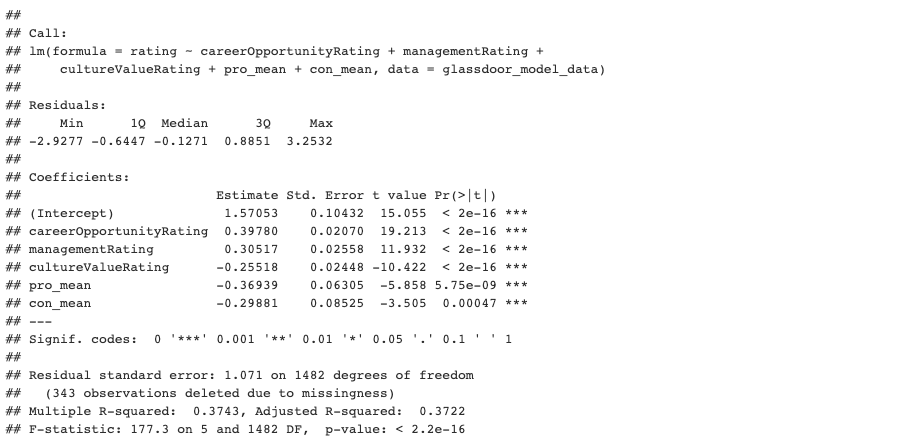 ##
## Call:
## lm(formula = rating ~ careerOpportunityRating + managementRating +
##     cultureValueRating + pro_mean + con_mean, data = glassdoor_model_data)
##
## Residuals:
##     Min      1Q  Median      3Q     Max
## -2.9277 -0.6447 -0.1271  0.8851  3.2532
##
## Coefficients:
##                         Estimate Std. Error t value Pr(>|t|)
## (Intercept)              1.57053    0.10432  15.055  < 2e-16 ***
## careerOpportunityRating  0.39780    0.02070  19.213  < 2e-16 ***
## managementRating         0.30517    0.02558  11.932  < 2e-16 ***
## cultureValueRating      -0.25518    0.02448 -10.422  < 2e-16 ***
## pro_mean                -0.36939    0.06305  -5.858 5.75e-09 ***
## con_mean                -0.29881    0.08525  -3.505  0.00047 ***
## ---
## Signif. codes:  0 '***' 0.001 '**' 0.01 '*' 0.05 '.' 0.1 ' ' 1
##
## Residual standard error: 1.071 on 1482 degrees of freedom
##   (343 observations deleted due to missingness)
## Multiple R-squared:  0.3743, Adjusted R-squared:  0.3722
## F-statistic: 177.3 on 5 and 1482 DF,  p-value: < 2.2e-16